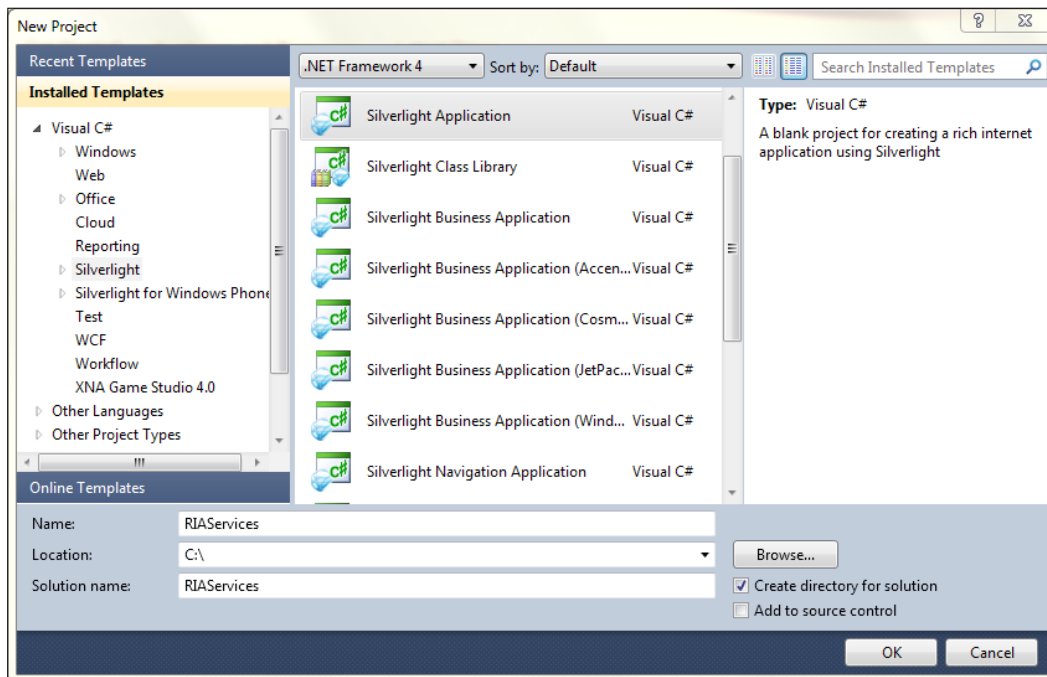 New Project
Recent Templates
.NET Framework 4 Sort by: Default Search Installed Templates
Installed Templates
Visual C#
Windows
Web
Office
Cloud
Reporting
Silverlight
Silverlight for Windows Phone
Test
WCF
Workflow
XNA Game Studio 4.0
Other Languages
Other Project Types
Online Templates
C# Silverlight Application Visual C#
C# Silverlight Class Library Visual C#
C# Silverlight Business Application Visual C#
C# Silverlight Business Application (Accen... Visual C#
C# Silverlight Business Application (Cosm... Visual C#
C# Silverlight Business Application (JetPac... Visual C#
C# Silverlight Business Application (Wind... Visual C#
C# Silverlight Navigation Application Visual C#
Type: Visual C#
A blank project for creating a rich internet
application using Silverlight
Name: RIAServices
Location: C:\ Browse...
Solution name: RIAServices Create directory for solution
Add to source control
OK Cancel